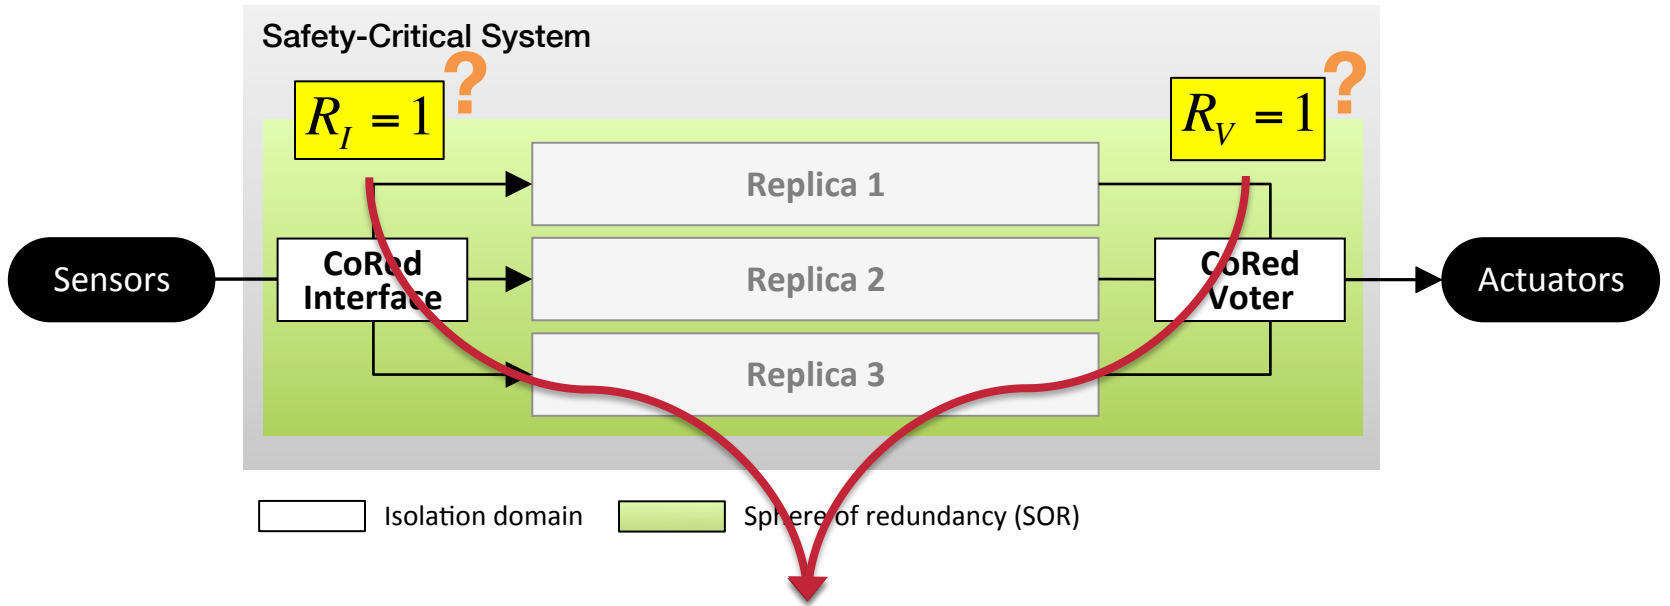 Safety-Critical System
R_I = 1 ?
R_V = 1 ?
Replica 1
Sensors
CoRed
Interface
Replica 2
CoRed
Voter
Actuators
Replica 3
Isolation domain
Sphere of redundancy (SOR)